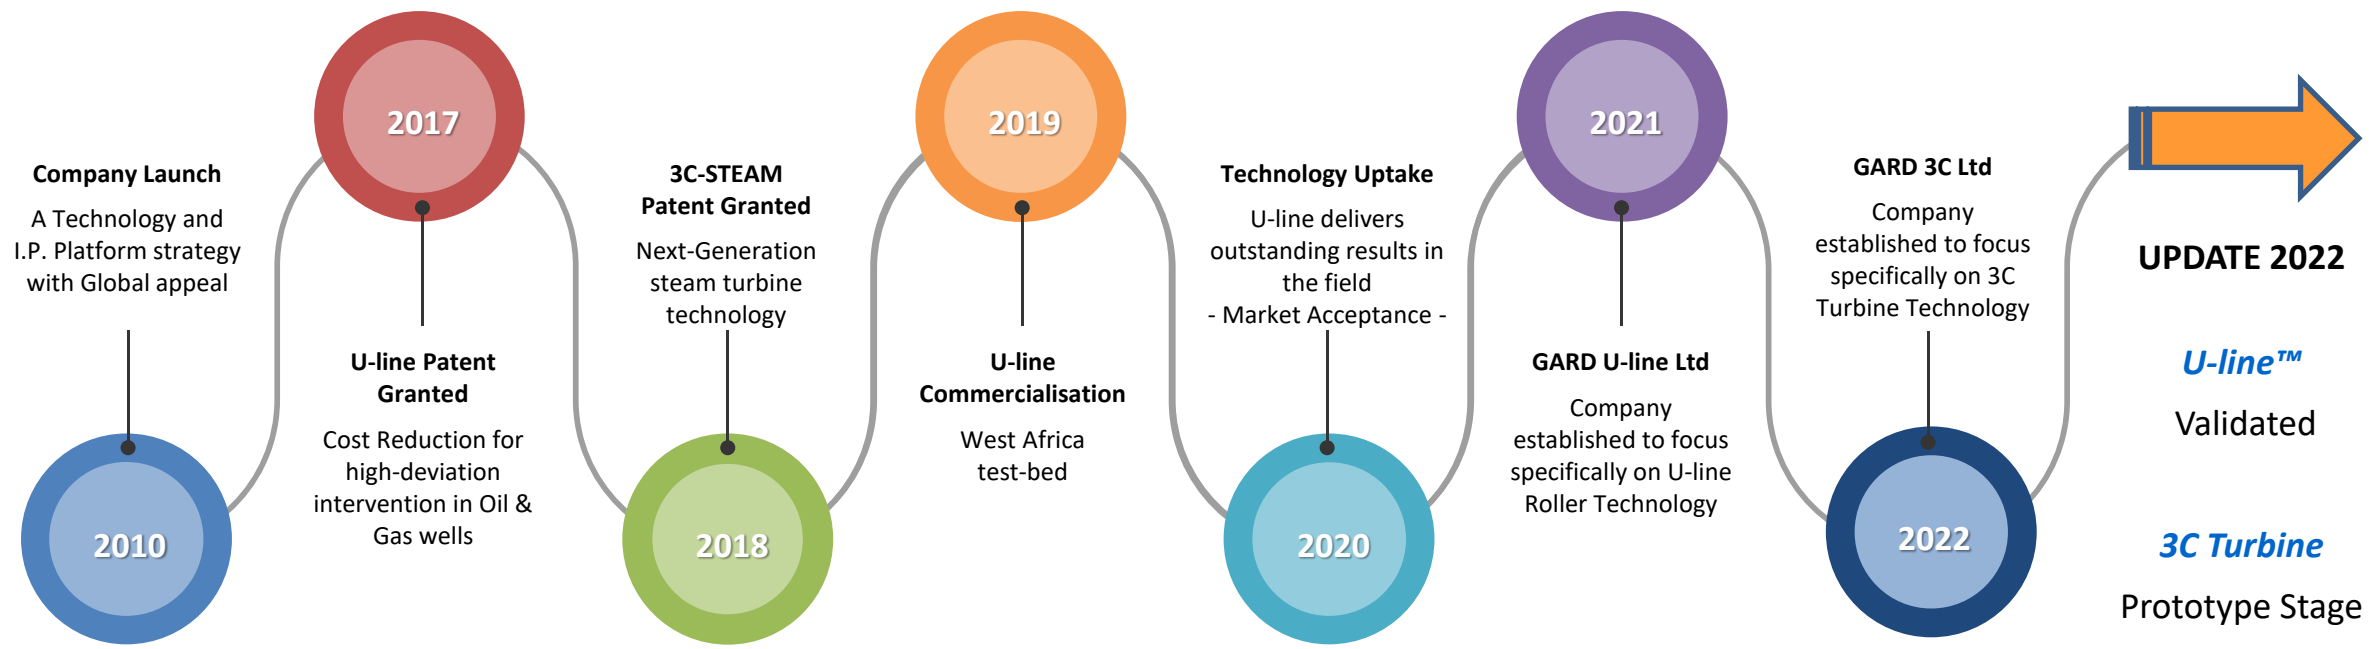 Company Launch
A Technology and
I.P. Platform strategy
with Global appeal
2010
2017
U-line Patent
Granted
Cost Reduction for
high-deviation
intervention in Oil &
Gas wells
3C-STEAM
Patent Granted
Next-Generation
steam turbine
technology
2018
2019
U-line
Commercialisation
West Africa
test-bed
Technology Uptake
U-line delivers
outstanding results in
the field
- Market Acceptance -
2020
2021
GARD U-line Ltd
Company
established to focus
specifically on U-line
Roller Technology
GARD 3C Ltd
Company
established to focus
specifically on 3C
Turbine Technology
2022
UPDATE 2022
U-line™
Validated
3C Turbine
Prototype Stage